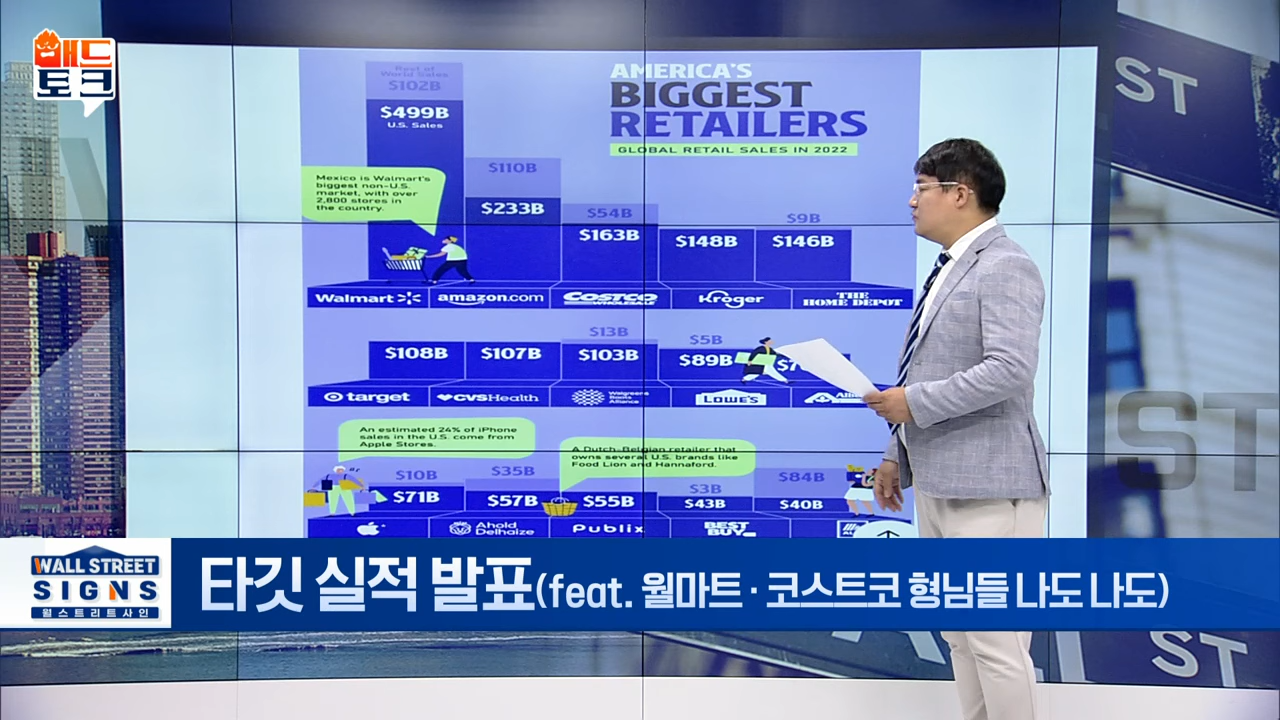 매드
토크
Rest of
World Sales
$102B
$499B
U.S. Sales
AMERICA'S
BIGGEST
RETAILERS
GLOBAL RETAIL SALES IN 2022
Mexico is Walmart's
biggest non-U.S.
market, with over
2,800 stores in
the country.
$110B
$233B
$54B
$163B
$148B
$9B
$146B
Walmart
amazon.com
COSTCO
WHOLESALE
Kroger
THE
HOME DEPOT
$108B
$107B
$13B
$103B
$5B
$89B
target
CVSHealth
Walgreens
Boots
Alliance
LOWE'S
An estimated 24% of iPhone
sales in the U.S. come from
Apple Stores.
A Dutch-Belgian retailer that
owns several U.S. brands like
Food Lion and Hannaford.
$10B
$71B
$35B
$57B
$55B
$3B
$43B
$84B
$40B
Ahold
Delhaize
Publix
BEST
BUY
ST
ST
WALL STREET
SIGNS
월스트리트사인
타깃 실적 발표(feat. 월마트·코스트코 형님들 나도 나도)
ST